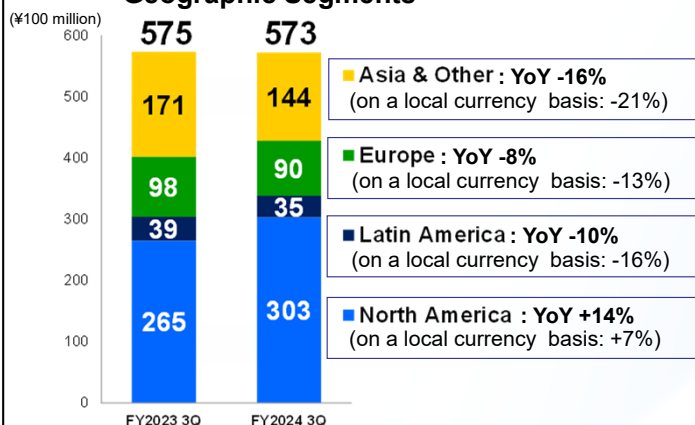 Geographic Segments
(¥100 million)
575
573
600
500
400
300
200
100
0
171
98
39
265
144
90
35
303
FY2023 3Q
FY2024 3Q
Asia & Other : YoY -16%
(on a local currency basis: -21%)
Europe : YoY -8%
(on a local currency basis: -13%)
Latin America : YoY -10%
(on a local currency basis: -16%)
North America : YoY +14%
(on a local currency basis: +7%)